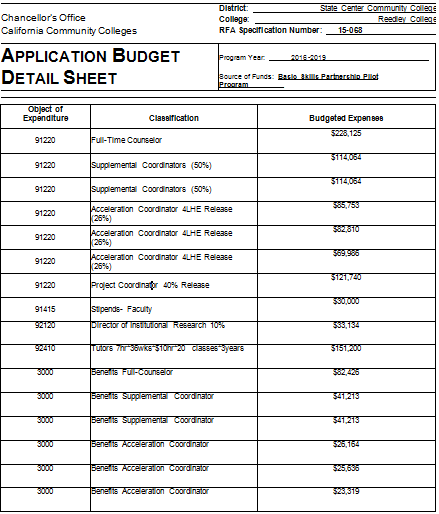 Chancellor's Office
California Community Colleges
District: State Center Community College
College: Reedley College
RFA Specification Number: 15-068
APPLICATION BUDGET
DETAIL SHEET
Program Year: 2016-2019
Source of Funds: Basic Skills Partnership Pilot
Program
Object of
Expenditure Classification Budgeted Expenses
91220 Full-Time Counselor $228,125
91220 Supplemental Coordinators (50%) $114,064
91220 Supplemental Coordinators (50%) $114,064
91220 Acceleration Coordinator 4LHE Release
(26%) $85,753
91220 Acceleration Coordinator 4LHE Release
(26%) $82,810
91220 Acceleration Coordinator 4LHE Release
(26%) $69,986
91220 Project Coordinator 40% Release $121,740
91415 Stipends- Faculty $30,000
92120 Director of Institutional Research 10% $33,134
92410 Tutors 7hr*36wks*$10hr*20 classes*3years $151,200
3000 Benefits Full-Counselor $82,426
3000 Benefits Supplemental Coordinator $41,213
3000 Benefits Supplemental Coordinator $41,213
3000 Benefits Acceleration Coordinator $26,164
3000 Benefits Acceleration Coordinator $25,636
3000 Benefits Acceleration Coordinator $23,319